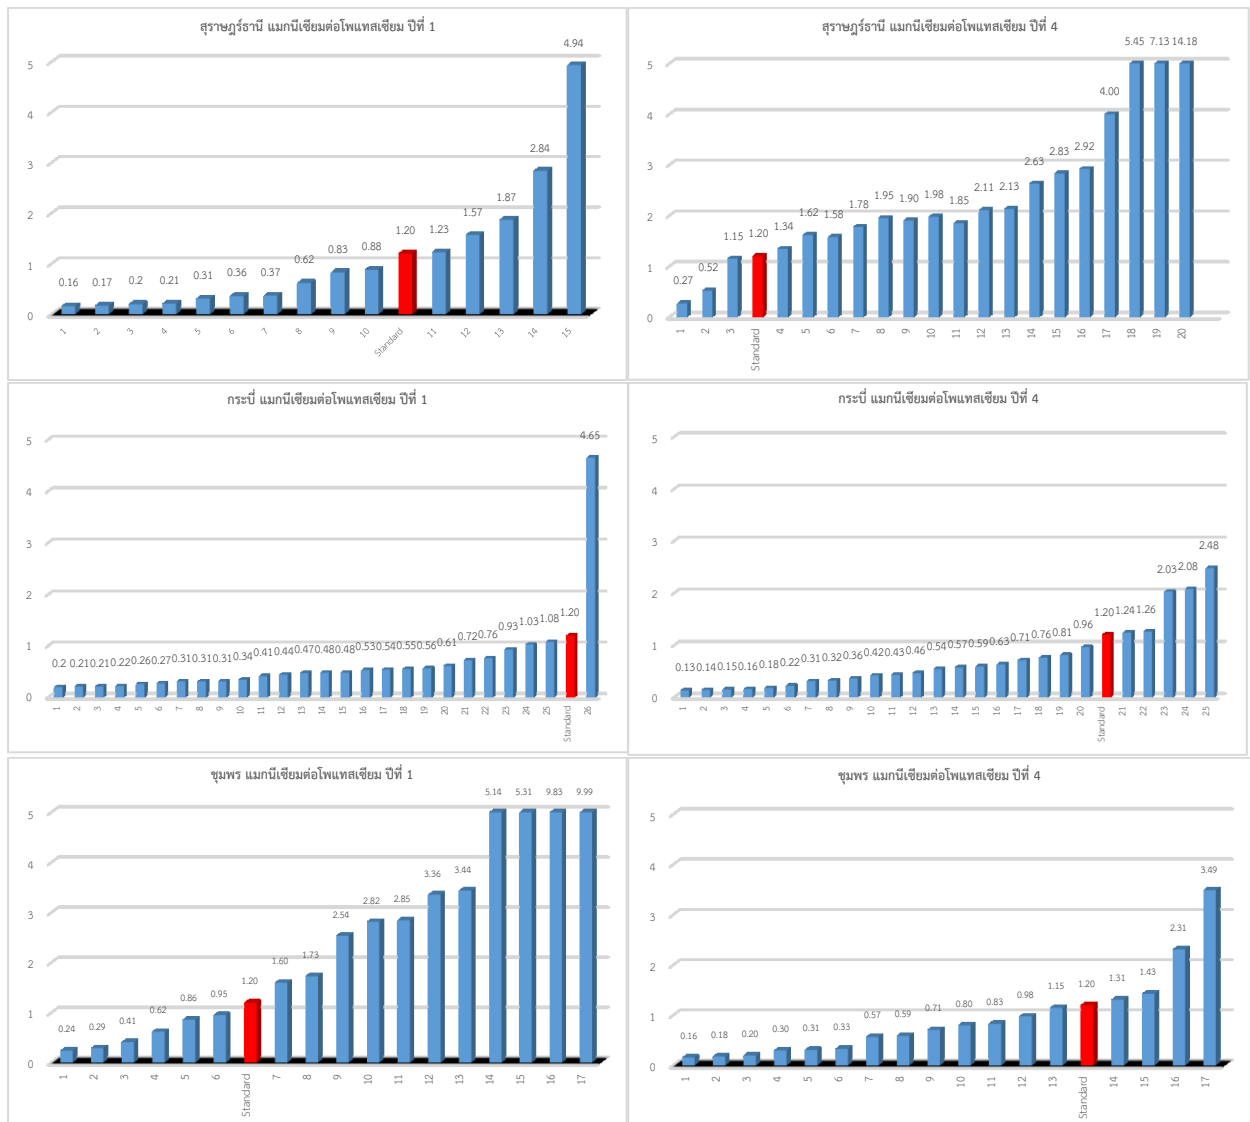 สุราษฎร์ธานี แมกนีเซียมต่อโพแทสเซียม ปีที่ 1
5
4
3
2
1
0
0.16 0.17 0.2 0.21 0.31 0.36 0.37 0.62 0.83 0.88 1.20 1.23 1.57 1.87 2.84 4.94
1 2 3 4 5 6 7 8 9 10 Standard 11 12 13 14 15
สุราษฎร์ธานี แมกนีเซียมต่อโพแทสเซียม ปีที่ 4
5
4
3
2
1
0
0.27 0.52 1.15 1.20 1.34 1.62 1.58 1.78 1.95 1.90 1.98 1.85 2.11 2.13 2.63 2.83 2.92 4.00 5.45 7.13 14.18
1 2 3 Standard 4 5 6 7 8 9 10 11 12 13 14 15 16 17 18 19 20
กระบี่ แมกนีเซียมต่อโพแทสเซียม ปีที่ 1
5
4
3
2
1
0
0.2 0.21 0.21 0.22 0.26 0.27 0.31 0.31 0.31 0.34 0.41 0.44 0.47 0.48 0.48 0.53 0.54 0.55 0.56 0.61 0.72 0.76 0.93 1.03 1.08 1.20 4.65
1 2 3 4 5 6 7 8 9 10 11 12 13 14 15 16 17 18 19 20 21 22 23 24 25 Standard 26
กระบี่ แมกนีเซียมต่อโพแทสเซียม ปีที่ 4
5
4
3
2
1
0
0.13 0.14 0.15 0.16 0.18 0.22 0.31 0.32 0.36 0.42 0.43 0.46 0.54 0.57 0.59 0.63 0.71 0.76 0.81 0.96 1.20 1.24 1.26 2.03 2.08 2.48
1 2 3 4 5 6 7 8 9 10 11 12 13 14 15 16 17 18 19 20 Standard 21 22 23 24 25
ชุมพร แมกนีเซียมต่อโพแทสเซียม ปีที่ 1
5
4
3
2
1
0
0.24 0.29 0.41 0.62 0.86 0.95 1.20 1.60 1.73 2.54 2.82 2.85 3.36 3.44 5.14 5.31 9.83 9.99
1 2 3 4 5 6 Standard 7 8 9 10 11 12 13 14 15 16 17
ชุมพร แมกนีเซียมต่อโพแทสเซียม ปีที่ 4
5
4
3
2
1
0
0.16 0.18 0.20 0.30 0.31 0.33 0.57 0.59 0.71 0.80 0.83 0.98 1.15 1.20 1.31 1.43 2.31 3.49
1 2 3 4 5 6 7 8 9 10 11 12 13 Standard 14 15 16 17